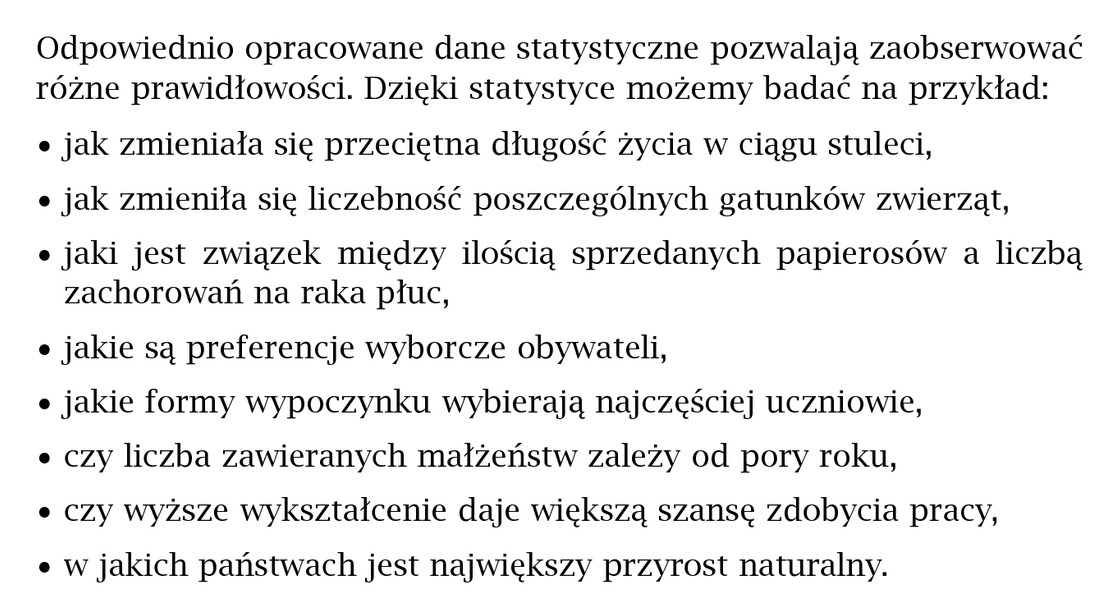 Odpowiednio opracowane dane statystyczne pozwalają zaobserwować
różne prawidłowości. Dzięki statystyce możemy badać na przykład:
• jak zmieniała się przeciętna długość życia w ciągu stuleci,
• jak zmieniła się liczebność poszczególnych gatunków zwierząt,
• jaki jest związek między ilością sprzedanych papierosów a liczbą
zachorowań na raka płuc,
• jakie są preferencje wyborcze obywateli,
• jakie formy wypoczynku wybierają najczęściej uczniowie,
• czy liczba zawieranych małżeństw zależy od pory roku,
• czy wyższe wykształcenie daje większą szansę zdobycia pracy,
• w jakich państwach jest największy przyrost naturalny.